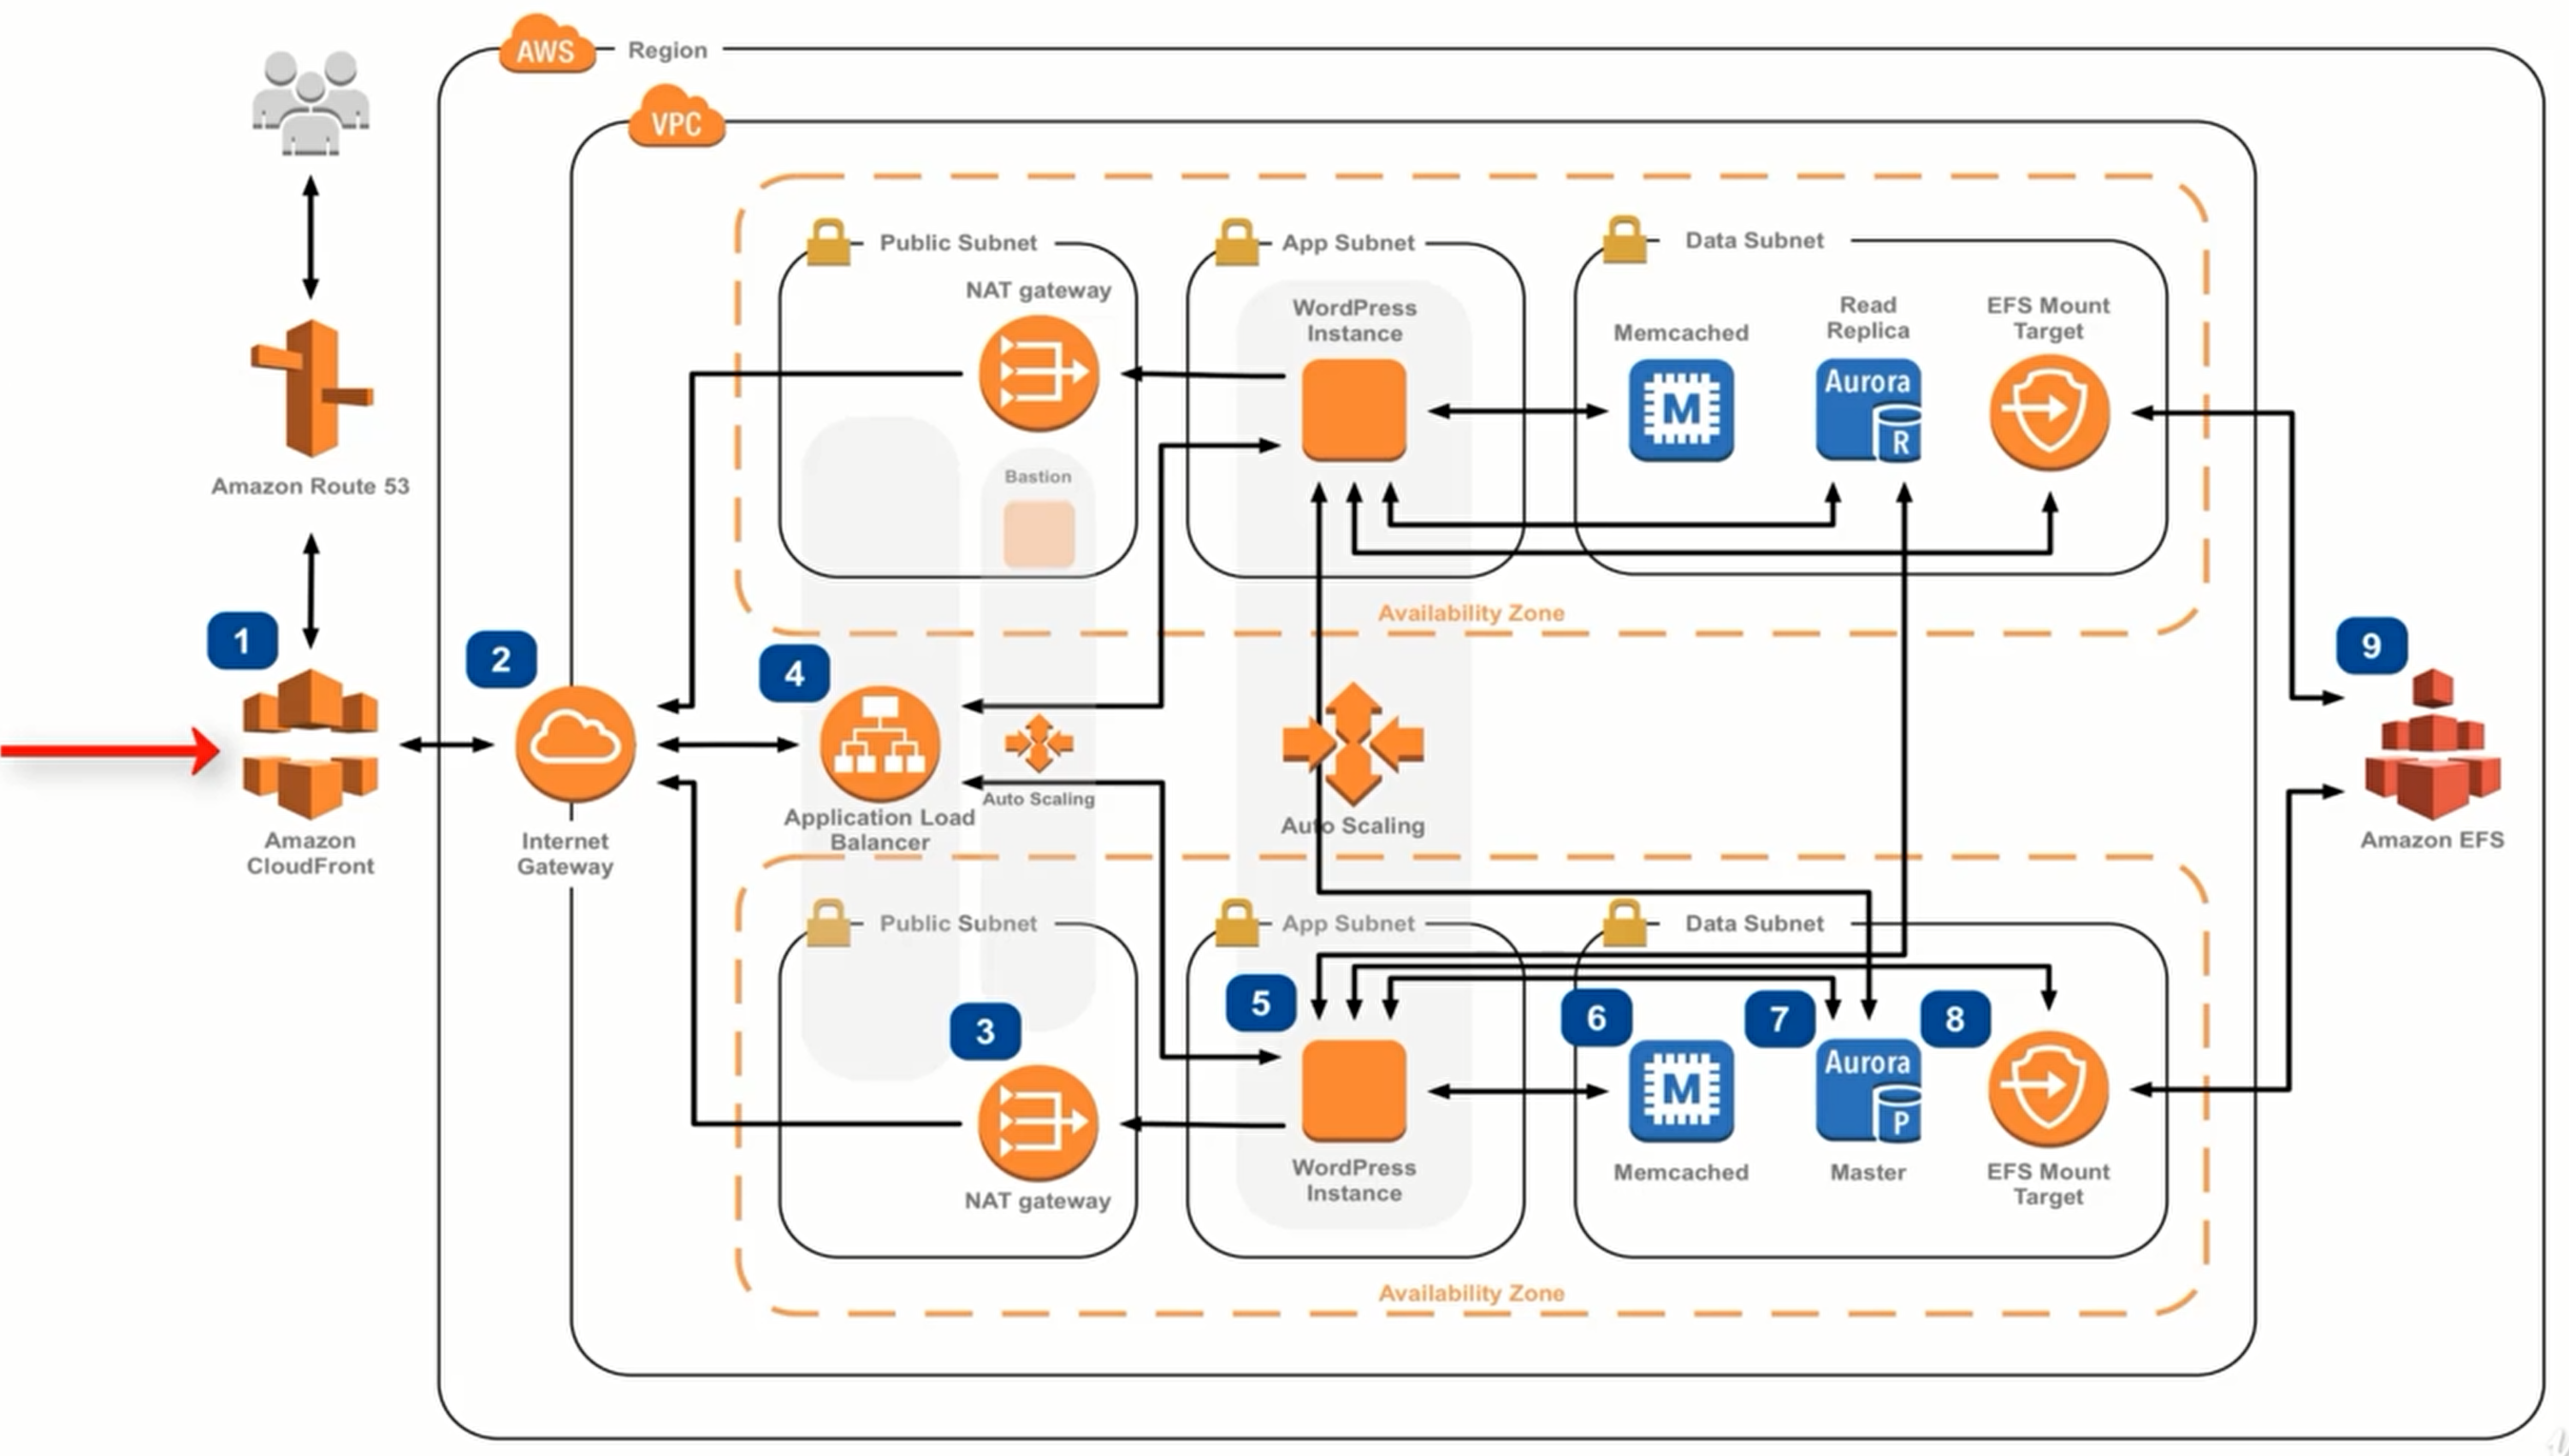 AWS
Region
VPC
Public Subnet
App Subnet
Data Subnet
NAT gateway
WordPress
Instance
Memcached
Read
Replica
EFS Mount
Target
M
Aurora
R
Bastion
Amazon Route 53
Availability Zone
1
2
4
9
Application Load
Balancer
Auto Scaling
Auto Scaling
Amazon
CloudFront
Internet
Gateway
Amazon EFS
Public Subnet
App Subnet
Data Subnet
3
5
6
7
8
M
Aurora
P
NAT gateway
WordPress
Instance
Memcached
Master
EFS Mount
Target
Availability Zone